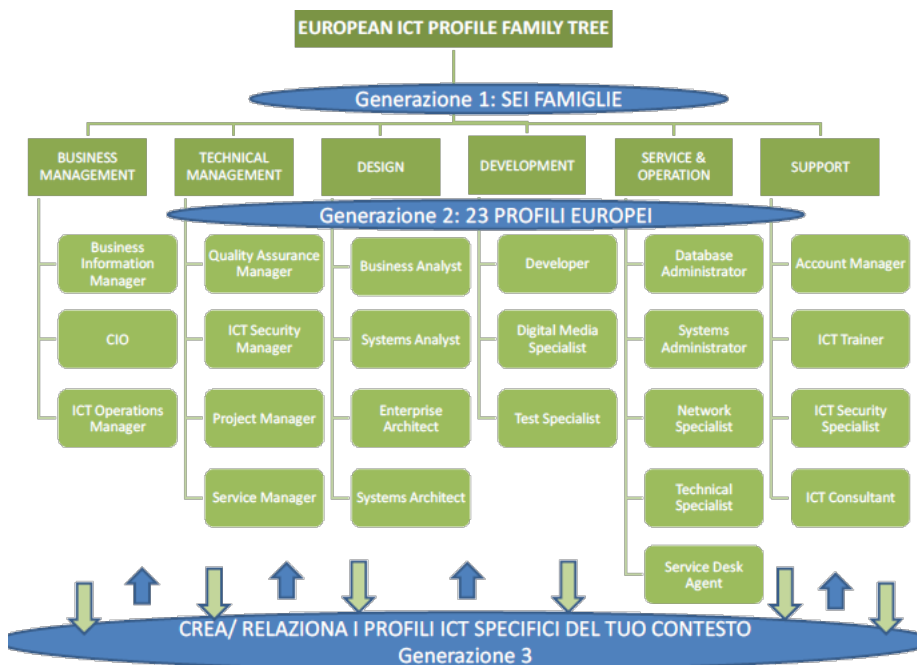 EUROPEAN ICT PROFILE FAMILY TREE
Generazione 1: SEI FAMIGLIE
BUSINESS
MANAGEMENT
TECHNICAL
MANAGEMENT
DESIGN
DEVELOPMENT
SERVICE &
OPERATION
SUPPORT
Generazione 2: 23 PROFILI EUROPEI
Business
Information
Manager
CIO
ICT Operations
Manager
Quality Assurance
Manager
ICT Security
Manager
Project Manager
Service Manager
Business Analyst
Systems Analyst
Enterprise
Architect
Systems Architect
Developer
Digital Media
Specialist
Test Specialist
Database
Administrator
Systems
Administrator
Network
Specialist
Technical
Specialist
Service Desk
Agent
Account Manager
ICT Trainer
ICT Security
Specialist
ICT Consultant
CREA/ RELAZIONA I PROFILI ICT SPECIFICI DEL TUO CONTESTO
Generazione 3